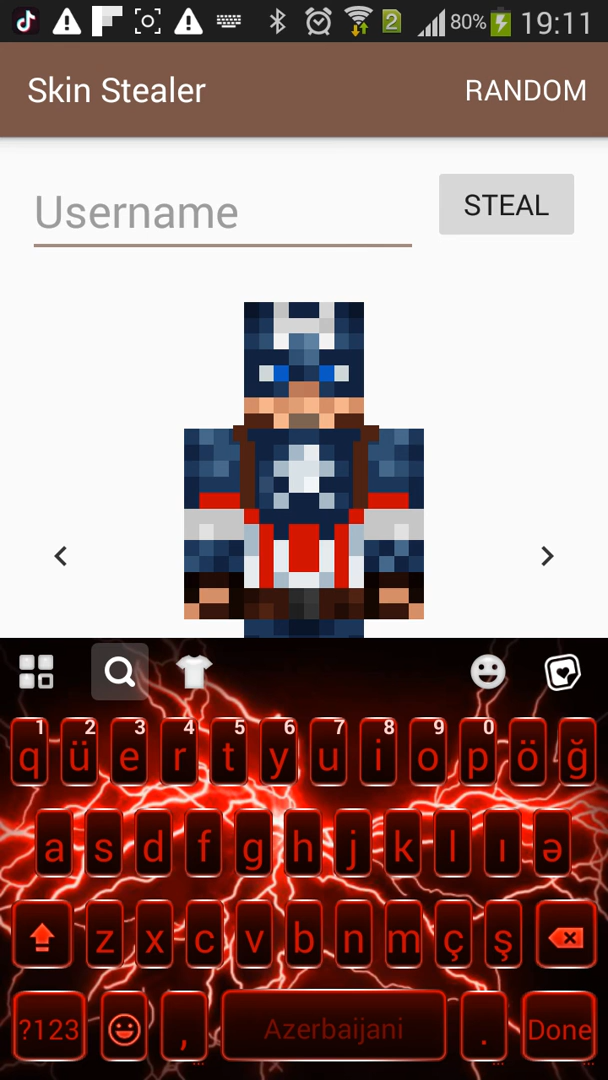 2 80% 19:11
Skin Stealer RANDOM
Username STEAL
1 2 3 4 5 6 7 8 9 0
q ü e r t y u i o p ö ğ
a s d f g h j k l ı ə
z x c v b n m ç ş
?123 , Azerbaijani . Done